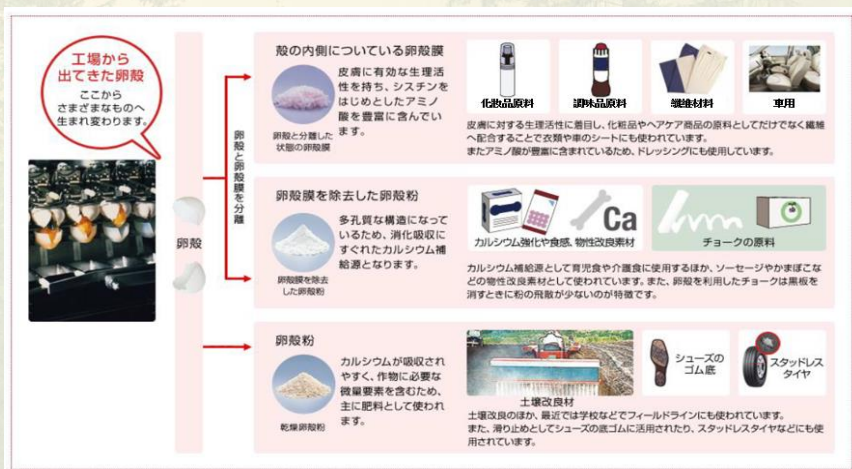 工場から
出てきた卵殻
ここから
さまざまなものへ
生まれ変わります。
卵殻
卵殻と卵殻膜を分離
殻の内側についている卵殻膜
皮膚に有効な生理活
性を持ち、シスチンを
はじめとしたアミノ
酸を豊富に含んでい
ます。
卵殻と分離した
状態の卵殻膜
化粧品原料
調味品原料
繊維材料
車用
皮膚に対する生理活性に着目し、化粧品やヘアケア商品の原料としてだけでなく繊維
へ配合することで衣類や車のシートにも使われています。
またアミノ酸が豊富に含まれているため、ドレッシングにも使用しています。
卵殻膜を除去した卵殻粉
多孔質な構造になって
いるため、消化吸収に
すぐれたカルシウム補
給源となります。
卵殻膜を除去
した卵殻粉
Ca
カルシウム強化や食感、物性改良素材
チョークの原料
カルシウム補給源として育児食や介護食に使用するほか、ソーセージやかまぼこな
どの物性改良素材として使われています。また、卵殻を利用したチョークは黒板を
消すときに粉の飛散が少ないのが特徴です。
卵殻粉
カルシウムが吸収され
やすく、作物に必要な
微量要素を含むため、
主に肥料として使われ
ます。
乾燥卵殻粉
土壌改良材
シューズの
ゴム底
スタッドレス
タイヤ
土壌改良のほか、最近では学校などでフィールドラインにも使われています。
また、滑り止めとしてシューズの底ゴムに活用されたり、スタッドレスタイヤなどにも使
用されています。